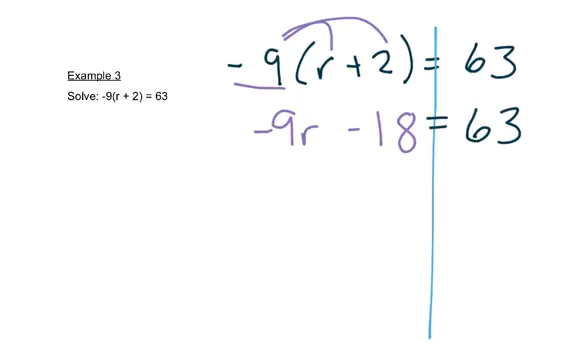 Example 3
Solve: -9(r + 2) = 63
-9(r+2) = 63
-9r -18 = 63